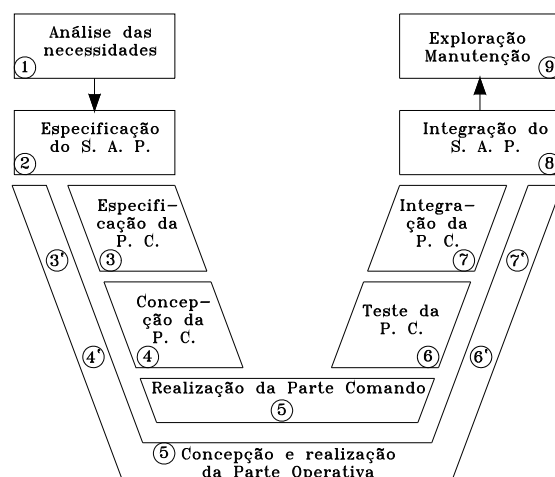 Análise das
necessidades
1
Exploração
Manutenção
9
Especificação
do S. A. P.
2
Integração do
S. A. P.
8
Especifi-
cação da
P. C.
3
Integra-
ção da
P. C.
7
3'
7'
Concep-
ção da
P. C.
4
Teste da
P. C.
6
4'
6'
Realização da Parte Comando
5
5 Concepção e realização
da Parte Operativa